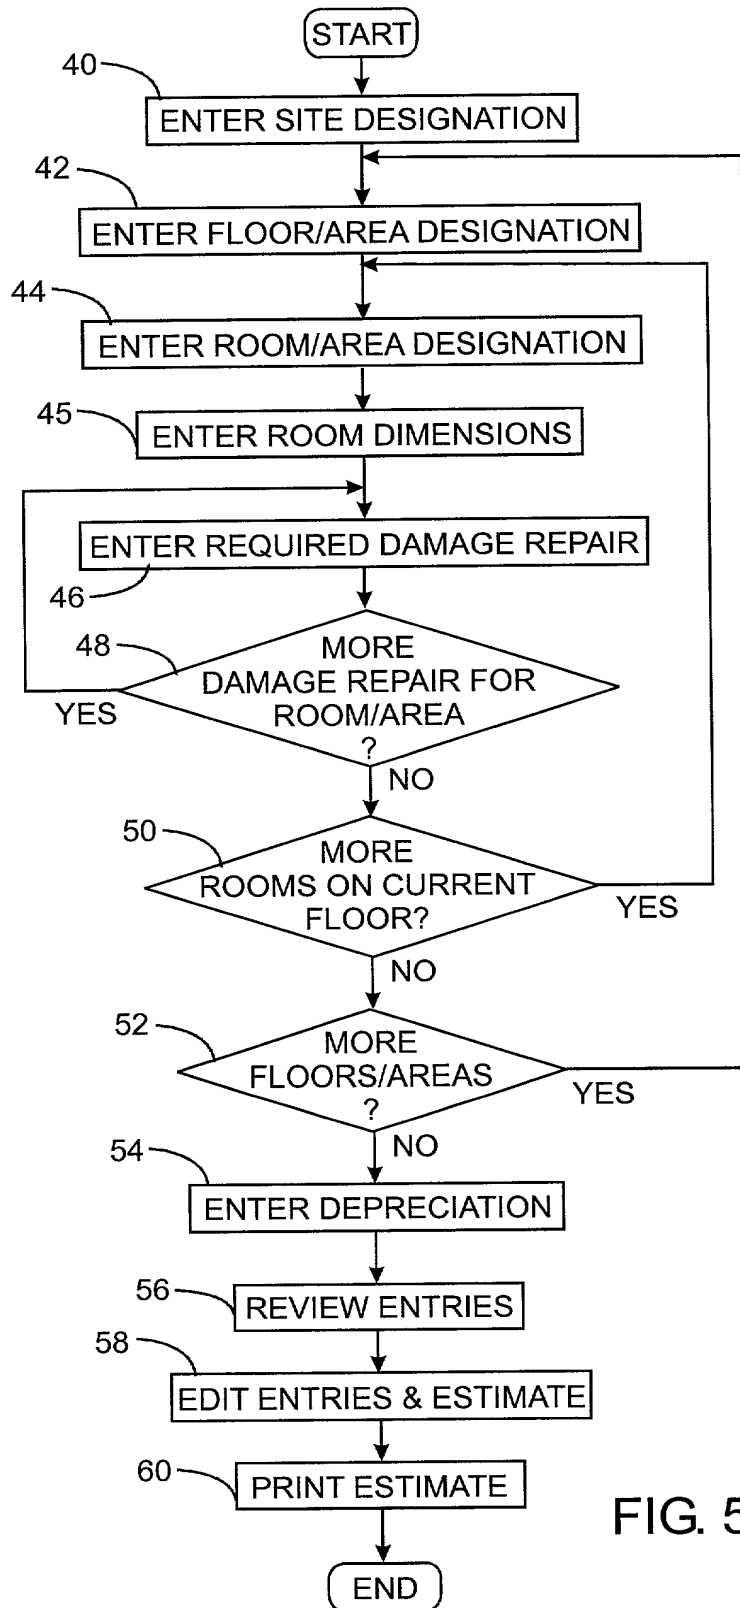 START
40
ENTER SITE DESIGNATION
42
ENTER FLOOR/AREA DESIGNATION
44
ENTER ROOM/AREA DESIGNATION
45
ENTER ROOM DIMENSIONS
ENTER REQUIRED DAMAGE REPAIR
46
48
MORE
DAMAGE REPAIR FOR
ROOM/AREA
?
YES
NO
50
MORE
ROOMS ON CURRENT
FLOOR?
YES
NO
52
MORE
FLOORS/AREAS
?
YES
NO
54
ENTER DEPRECIATION
56
REVIEW ENTRIES
58
EDIT ENTRIES & ESTIMATE
60
PRINT ESTIMATE
FIG. 5
END